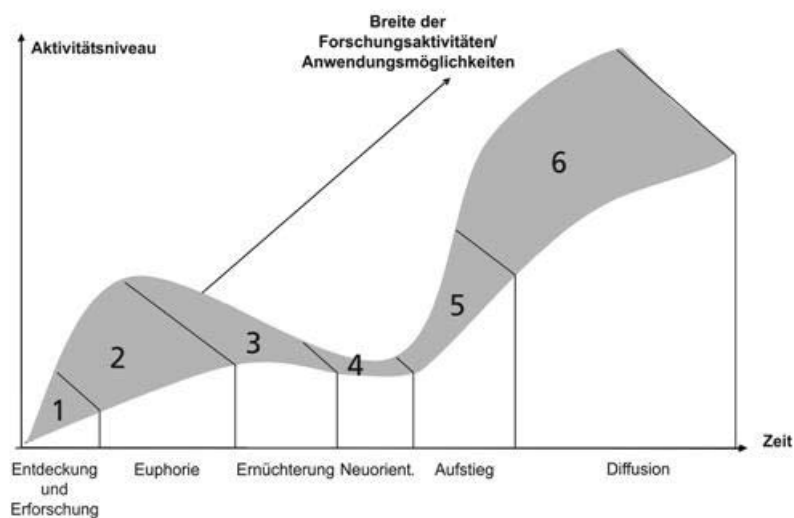 Breite der
Forschungsaktivitäten/
Anwendungsmöglichkeiten
Aktivitätsniveau
6
5
2
3
4
1
Zeit
Entdeckung
und
Erforschung
Euphorie
Ernüchterung
Neuorient.
Aufstieg
Diffusion